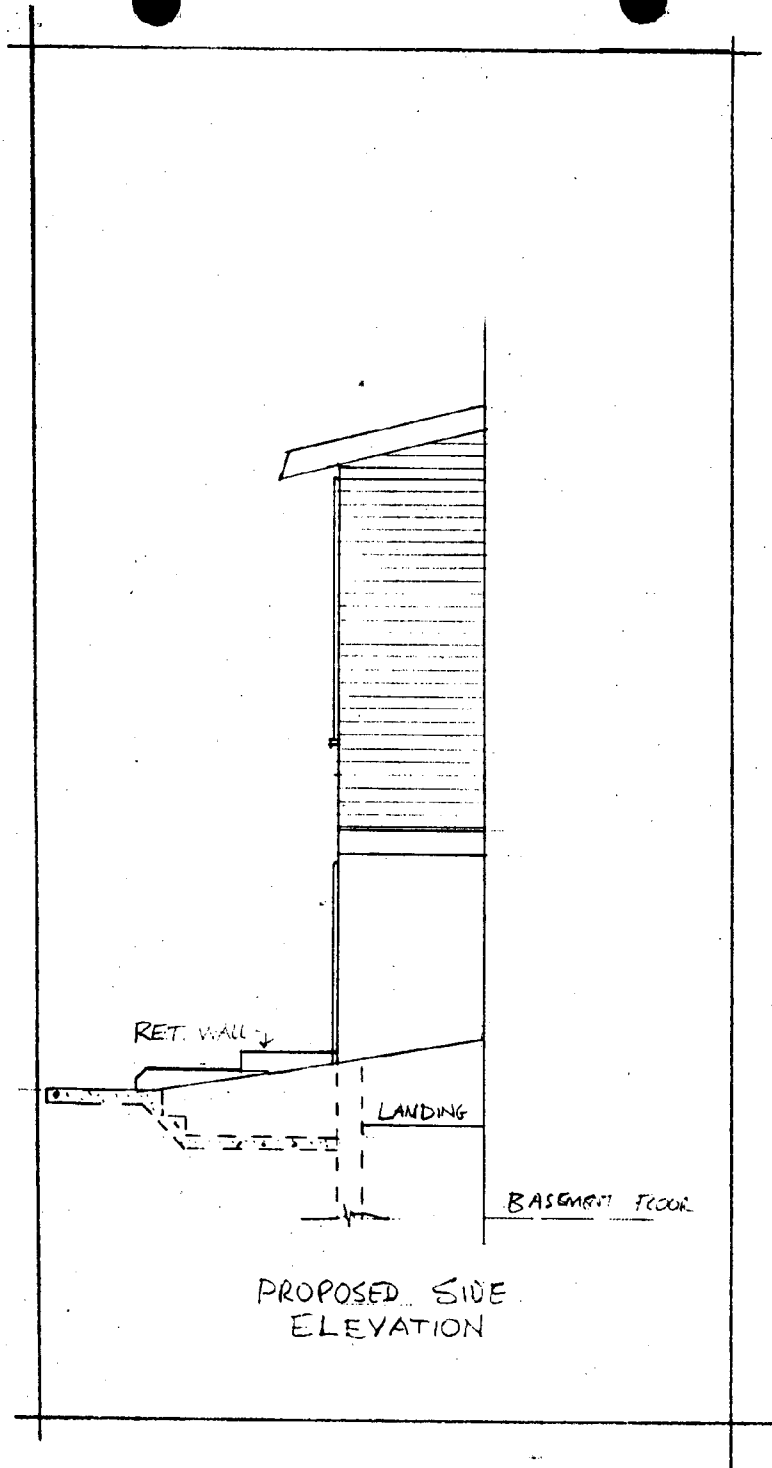 RET. WALL
LANDING
BASEMENT FLOOR
PROPOSED SIDE
ELEVATION